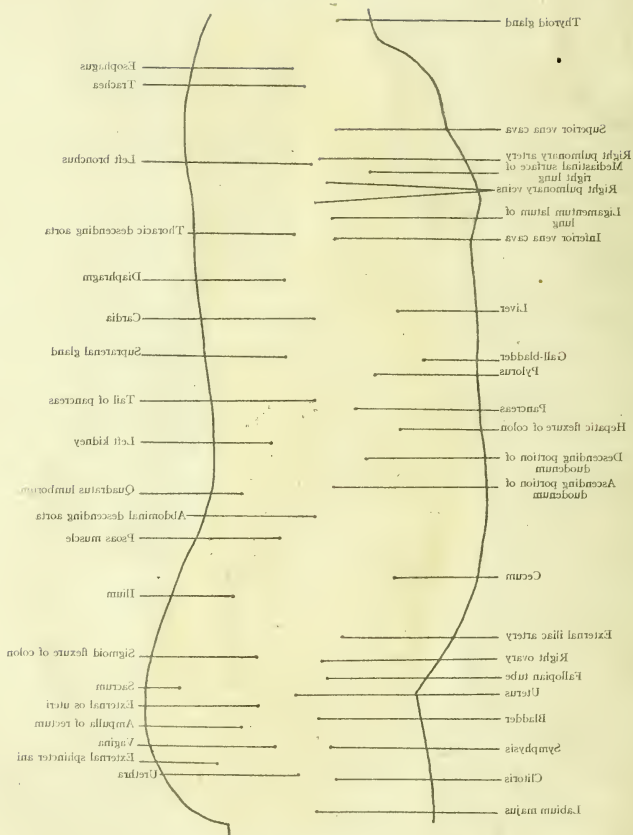 Thyroid gland
Esophagus
Trachea
Superior vena cava
Left bronchus
Right pulmonary artery
Mediastinal surface of
right lung
Right pulmonary veins
Ligamentum latum of
lung
Thoracic descending aorta
Inferior vena cava
Diaphragm
Cardia
Liver
Suprarenal gland
Gall-bladder
Pylorus
Tail of pancreas
Pancreas
Hepatic flexure of colon
Left kidney
Descending portion of
duodenum
Quadratus lumborum
Ascending portion of
duodenum
Abdominal descending aorta
Psoas muscle
Cecum
Ilium
External iliac artery
Sigmoid flexure of colon
Right ovary
Fallopian tube
Sacrum
Uterus
External os uteri
Bladder
Ampulla of rectum
Vagina
Symphysis
External sphincter ani
Urethra
Clitoris
Labium majus